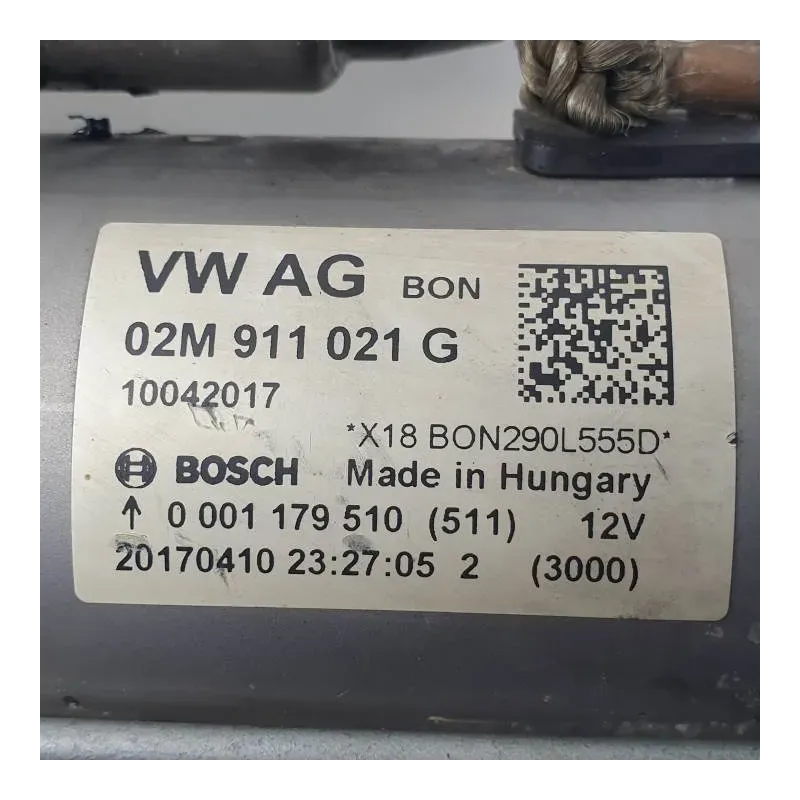 VW AG BON
02M 911 021 G
10042017
*X18 BON290L555D*
BOSCH Made in Hungary
↑ 0 001 179 510 (511) 12V
20170410 23:27:05 2 (3000)